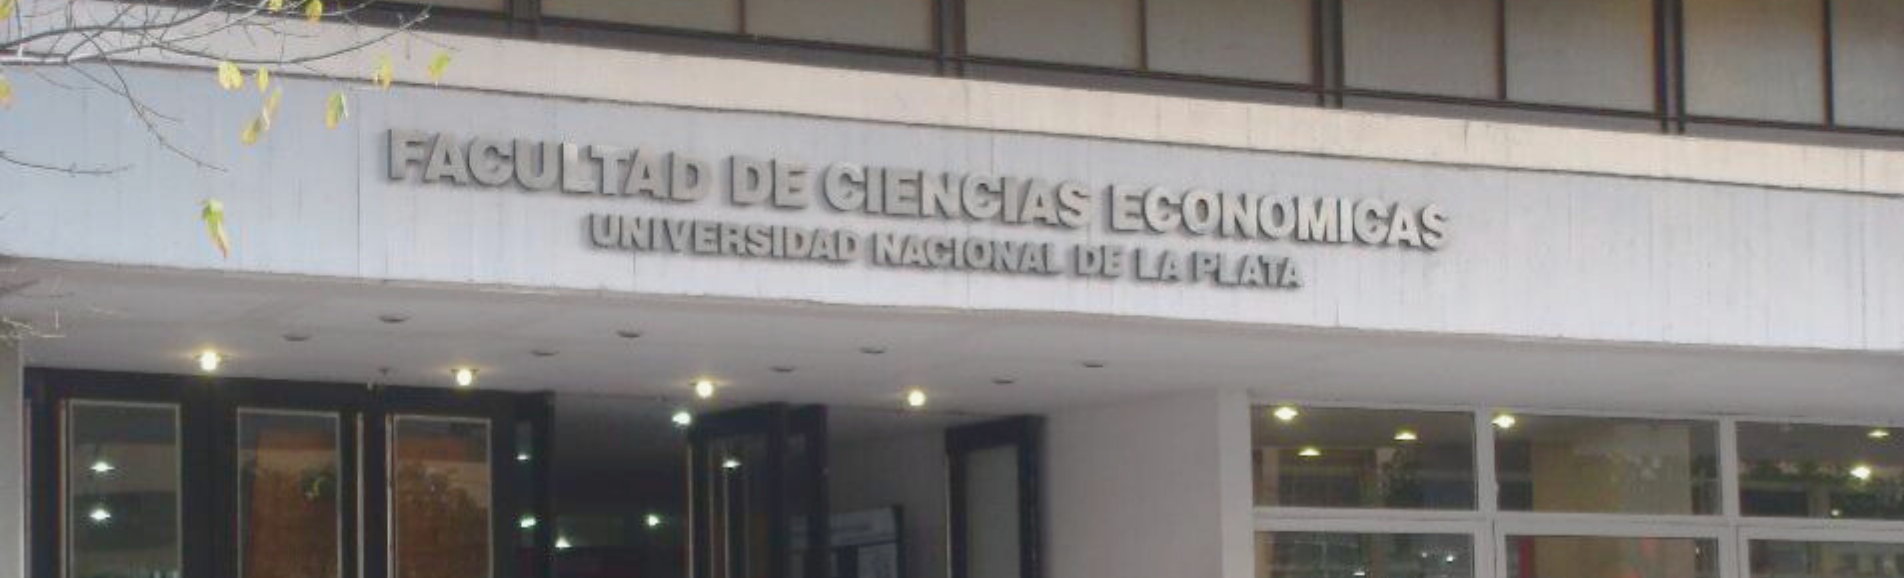 FACULTAD DE CIENCIAS ECONOMICAS
UNIVERSIDAD NACIONAL DE LA PLATA